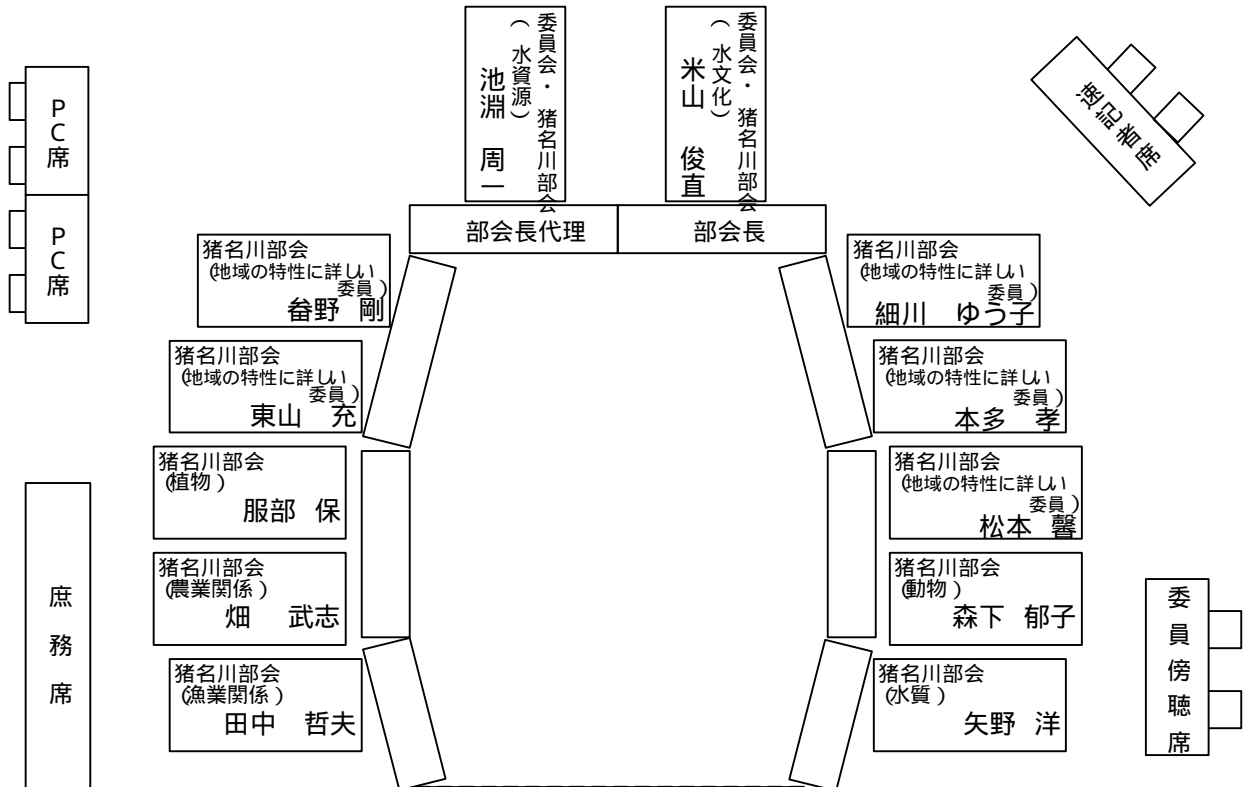 委員会・猪名川部会
（水資源）
池淵　周一
委員会・猪名川部会
（水文化）
米山　俊直
速記者席
PC席
PC席
部会長代理
部会長
猪名川部会
(地域の特性に詳しい
委員)
畚野　剛
猪名川部会
(地域の特性に詳しい
委員)
細川　ゆう子
猪名川部会
(地域の特性に詳しい
委員)
東山　充
猪名川部会
(地域の特性に詳しい
委員)
本多　孝
猪名川部会
(植物)
服部　保
猪名川部会
(地域の特性に詳しい
委員)
松本　馨
猪名川部会
(農業関係)
畑　武志
猪名川部会
(動物)
森下　郁子
猪名川部会
(漁業関係)
田中　哲夫
猪名川部会
(水質)
矢野　洋
庶務席
委員傍聴席